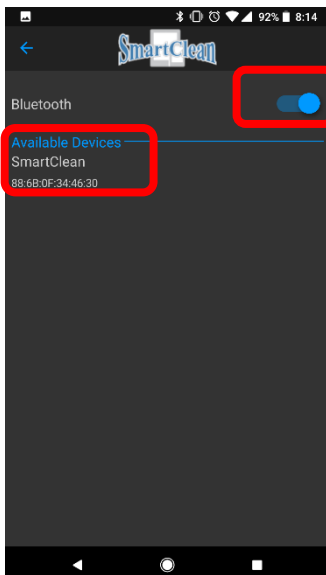 92% 8:14
SmartClean
Bluetooth
Available Devices
SmartClean
88:6B:0F:34:46:30